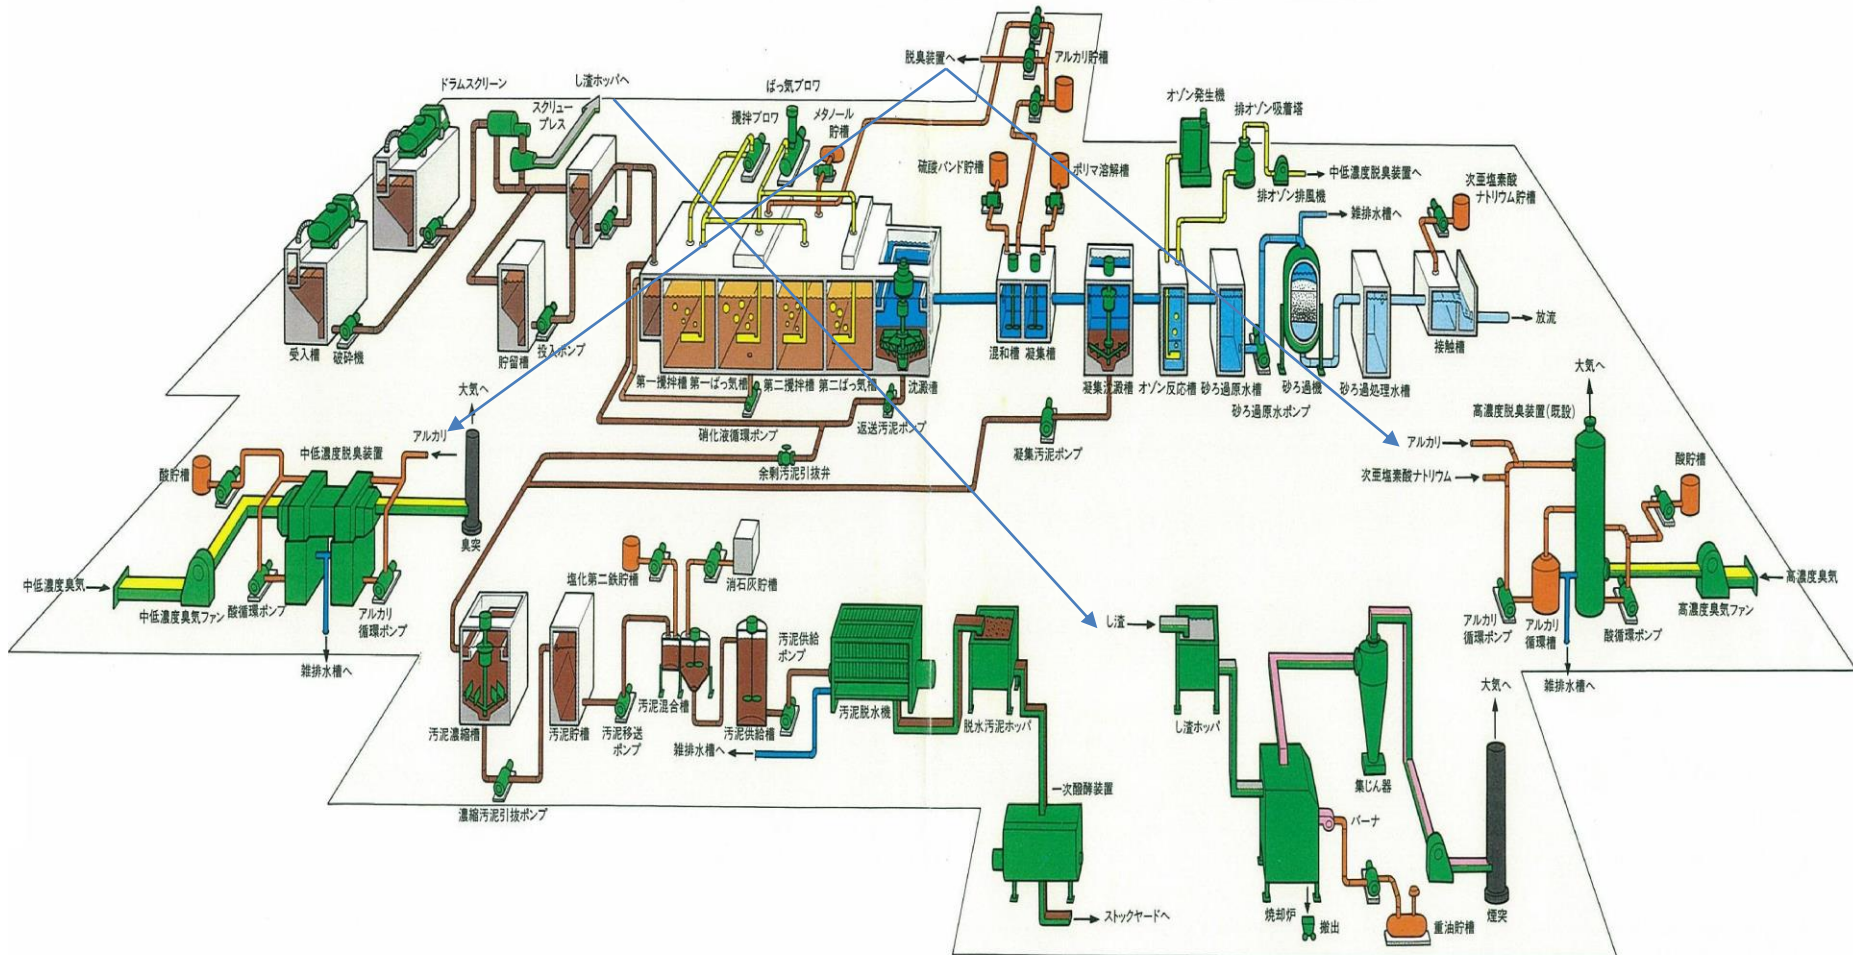 脱臭装置へ
アルカリ貯槽
ドラムスクリーン
し渣ホッパへ
スクリュー
プレス
ばっ気ブロワ
攪拌ブロワ
メタノール
貯槽
オゾン発生機
排オゾン吸着塔
硫酸バンド貯槽
ポリマ溶解槽
中低濃度脱臭装置へ
排オゾン排風機
次亜塩素酸
ナトリウム貯槽
雑排水槽へ
放流
受入槽
破砕機
貯留槽
投入ポンプ
第一攪拌槽
第一ばっ気槽
第二攪拌槽
第二ばっ気槽
沈澱槽
混和槽
凝集槽
凝集沈澱槽
オゾン反応槽
砂ろ過原水槽
砂ろ過原水ポンプ
砂ろ過機
砂ろ過処理水槽
接触槽
硝化液循環ポンプ
返送汚泥ポンプ
余剰汚泥引抜弁
凝集汚泥ポンプ
大気へ
アルカリ
中低濃度脱臭装置
酸貯槽
臭突
中低濃度臭気
中低濃度臭気ファン
酸循環ポンプ
アルカリ
循環ポンプ
雑排水槽へ
大気へ
高濃度脱臭装置(既設)
アルカリ
次亜塩素酸ナトリウム
酸貯槽
高濃度臭気
高濃度臭気ファン
アルカリ
循環ポンプ
アルカリ
循環槽
酸循環ポンプ
雑排水槽へ
塩化第二鉄貯槽
消石灰貯槽
汚泥濃縮槽
汚泥貯槽
汚泥移送
ポンプ
汚泥混合槽
汚泥供給
ポンプ
汚泥供給槽
汚泥脱水機
雑排水槽へ
脱水汚泥ホッパ
濃縮汚泥引抜ポンプ
一次醗酵装置
ストックヤードへ
し渣
し渣ホッパ
焼却炉
搬出
バーナ
重油貯槽
集じん器
大気へ
煙突